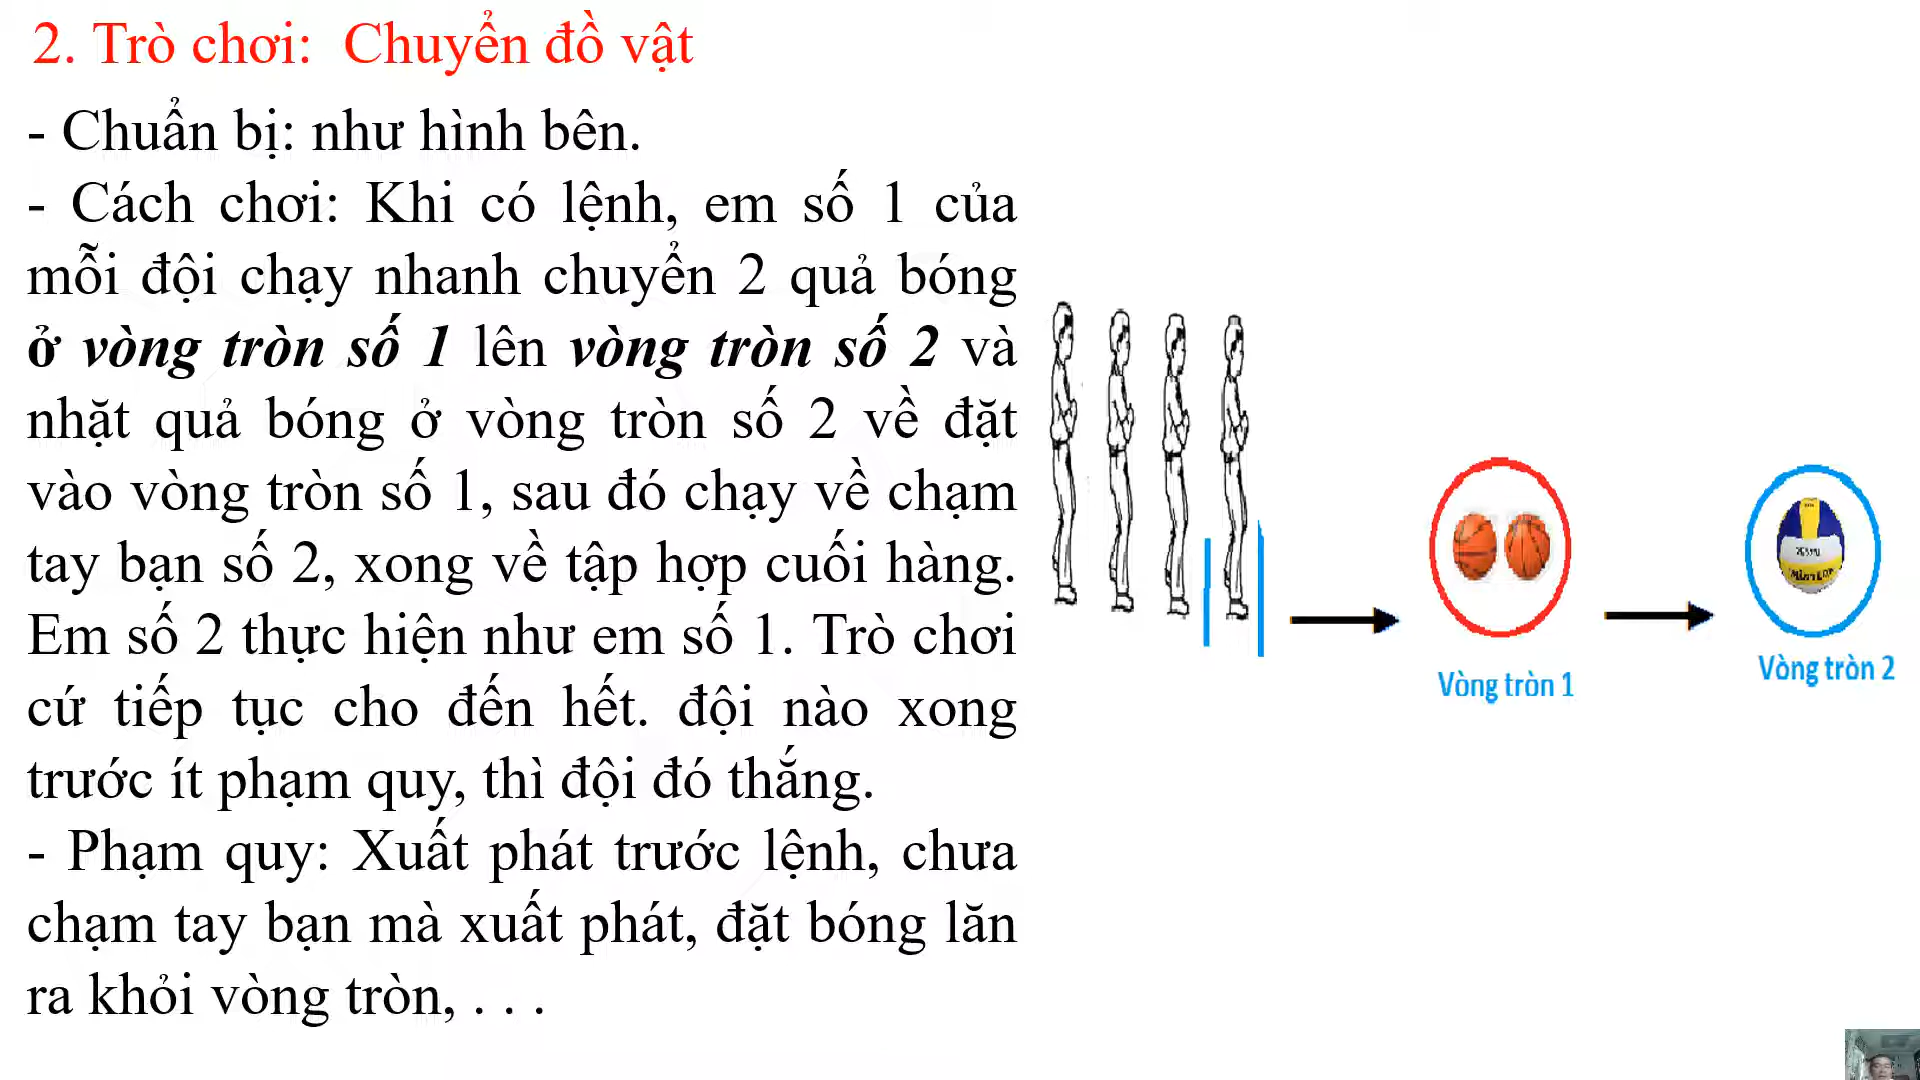 2. Trò chơi: Chuyển đồ vật
- Chuẩn bị: như hình bên.
- Cách chơi: Khi có lệnh, em số 1 của
mỗi đội chạy nhanh chuyển 2 quả bóng
ở vòng tròn số 1 lên vòng tròn số 2 và
nhặt quả bóng ở vòng tròn số 2 về đặt
vào vòng tròn số 1, sau đó chạy về chạm
tay bạn số 2, xong về tập hợp cuối hàng.
Em số 2 thực hiện như em số 1. Trò chơi
cứ tiếp tục cho đến hết. đội nào xong
trước ít phạm quy, thì đội đó thắng.
- Phạm quy: Xuất phát trước lệnh, chưa
chạm tay bạn mà xuất phát, đặt bóng lăn
ra khỏi vòng tròn, . . .
Vòng tròn 1
Vòng tròn 2